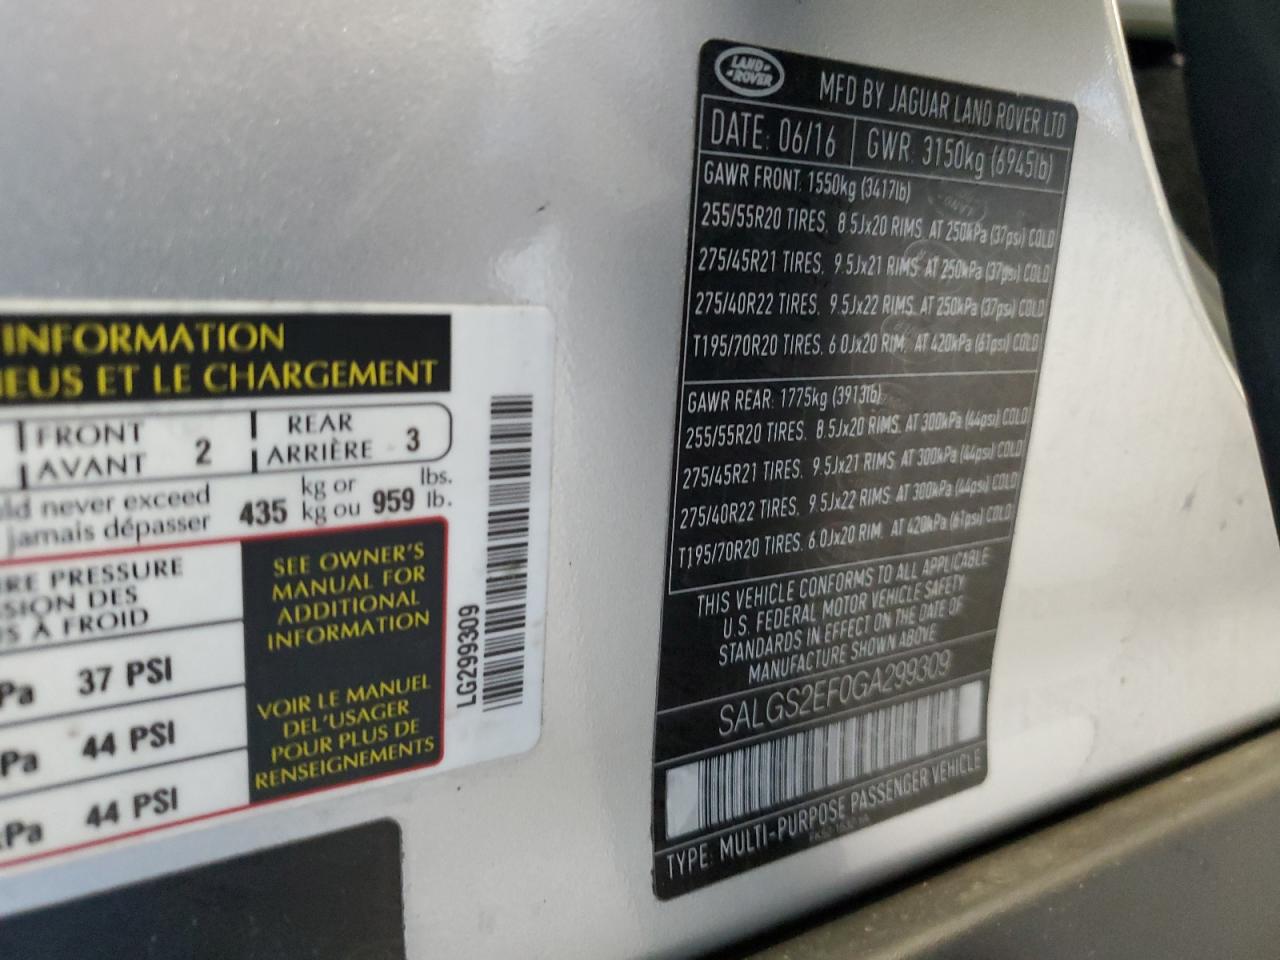 INFORMATION
NEUS ET LE CHARGEMENT
FRONT 2 REAR 3
AVANT ARRIÈRE
ld never exceed 435 kg or 959 lbs.
jamais dépasser kg ou lb.
RE PRESSURE
SION DES
S À FROID
Pa 37 PSI
Pa 44 PSI
kPa 44 PSI
SEE OWNER'S
MANUAL FOR
ADDITIONAL
INFORMATION
VOIR LE MANUEL
DEL'USAGER
POUR PLUS DE
RENSEIGNEMENTS
LG299309
LAND-
-ROVER
MFD BY JAGUAR LAND ROVER LTD
DATE: 06/16 GWR: 3150kg (6945lb)
GAWR FRONT: 1550kg (3417lb)
255/55R20 TIRES, 8.5Jx20 RIMS, AT 250kPa (37psi) COLD
275/45R21 TIRES, 9.5Jx21 RIMS AT 250kPa (37psi) COLD
275/40R22 TIRES, 9.5Jx22 RIMS, AT 250kPa (37psi) COLD
T195/70R20 TIRES, 6.0Jx20 RIM, AT 420kPa (61psi) COLD
GAWR REAR: 1775kg (3913lb)
255/55R20 TIRES, 8.5Jx20 RIMS, AT 300kPa (44psi) COLD
275/45R21 TIRES, 9.5Jx21 RIMS AT 300kPa (44psi) COLD
275/40R22 TIRES, 9.5Jx22 RIMS AT 300kPa (44psi) COLD
T195/70R20 TIRES, 6.0Jx20 RIM, AT 420kPa (61psi) COLD
THIS VEHICLE CONFORMS TO ALL APPLICABLE
U.S. FEDERAL MOTOR VEHICLE SAFETY
STANDARDS IN EFFECT ON THE DATE OF
MANUFACTURE SHOWN ABOVE
SALGS2EF0GA299309
TYPE: MULTI-PURPOSE PASSENGER VEHICLE